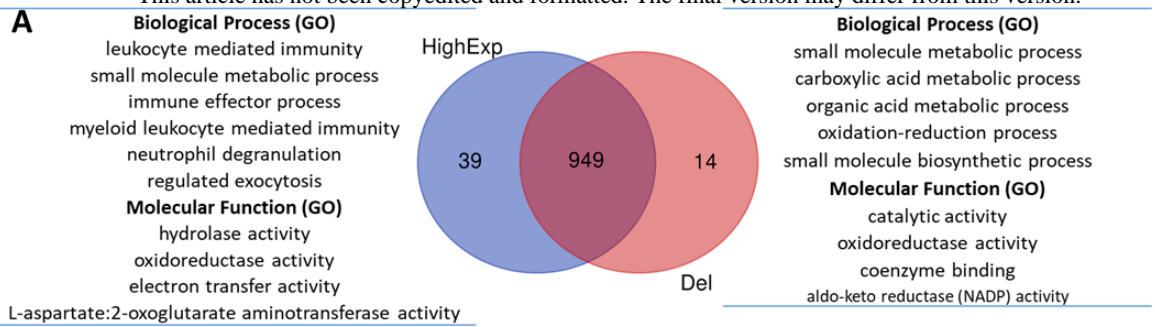 This article has not been copyedited and formatted. The final version may differ from this version.
A
Biological Process (GO)
leukocyte mediated immunity
small molecule metabolic process
immune effector process
myeloid leukocyte mediated immunity
neutrophil degranulation
regulated exocytosis
Molecular Function (GO)
hydrolase activity
oxidoreductase activity
electron transfer activity
L-aspartate:2-oxoglutarate aminotransferase activity
HighExp
39
949
14
Del
Biological Process (GO)
small molecule metabolic process
carboxylic acid metabolic process
organic acid metabolic process
oxidation-reduction process
small molecule biosynthetic process
Molecular Function (GO)
catalytic activity
oxidoreductase activity
coenzyme binding
aldo-keto reductase (NADP) activity